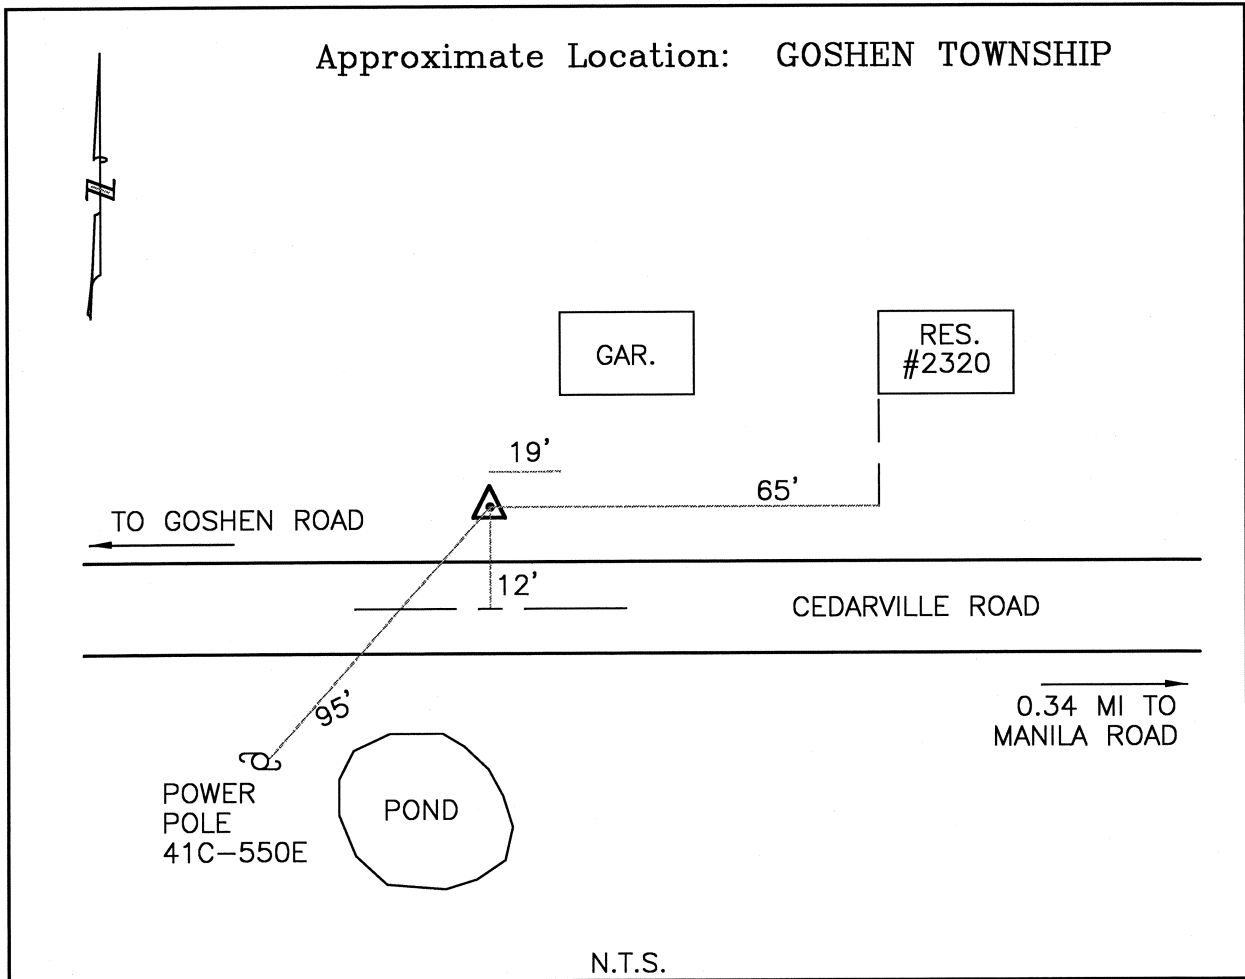 Approximate Location: GOSHEN TOWNSHIP
N
GAR.
RES.
#2320
19'
65'
TO GOSHEN ROAD
12'
CEDARVILLE ROAD
95'
0.34 MI TO
MANILA ROAD
POWER
POLE
41C-550E
POND
N.T.S.